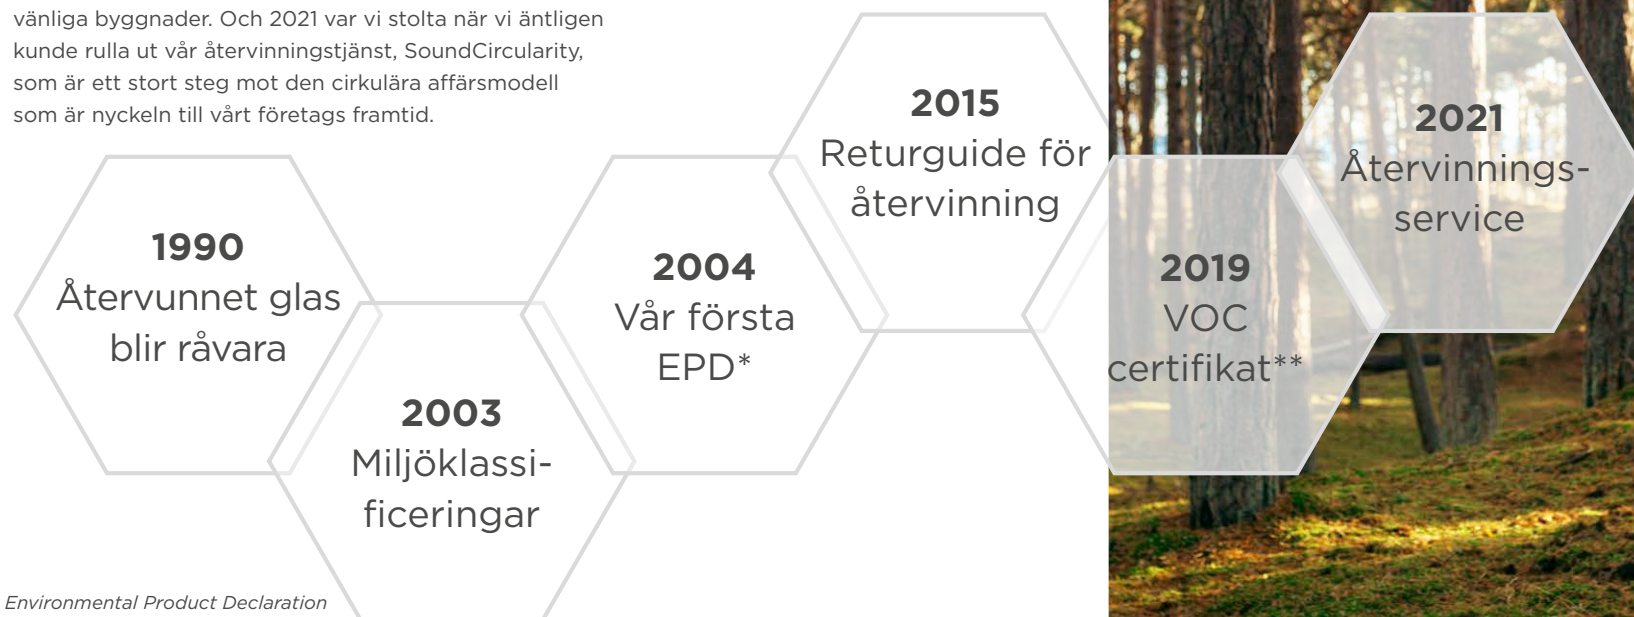 vänliga byggnader. Och 2021 var vi stolta när vi äntligen
kunde rulla ut vår återvinningstjänst, SoundCircularity,
som är ett stort steg mot den cirkulära affärsmodell
som är nyckeln till vårt företags framtid.
1990
Återvunnet glas
blir råvara
2003
Miljöklassi-
ficeringar
2004
Vår första
EPD*
2015
Returguide för
återvinning
2019
VOC
certifikat**
2021
Återvinnings-
service
Environmental Product Declaration